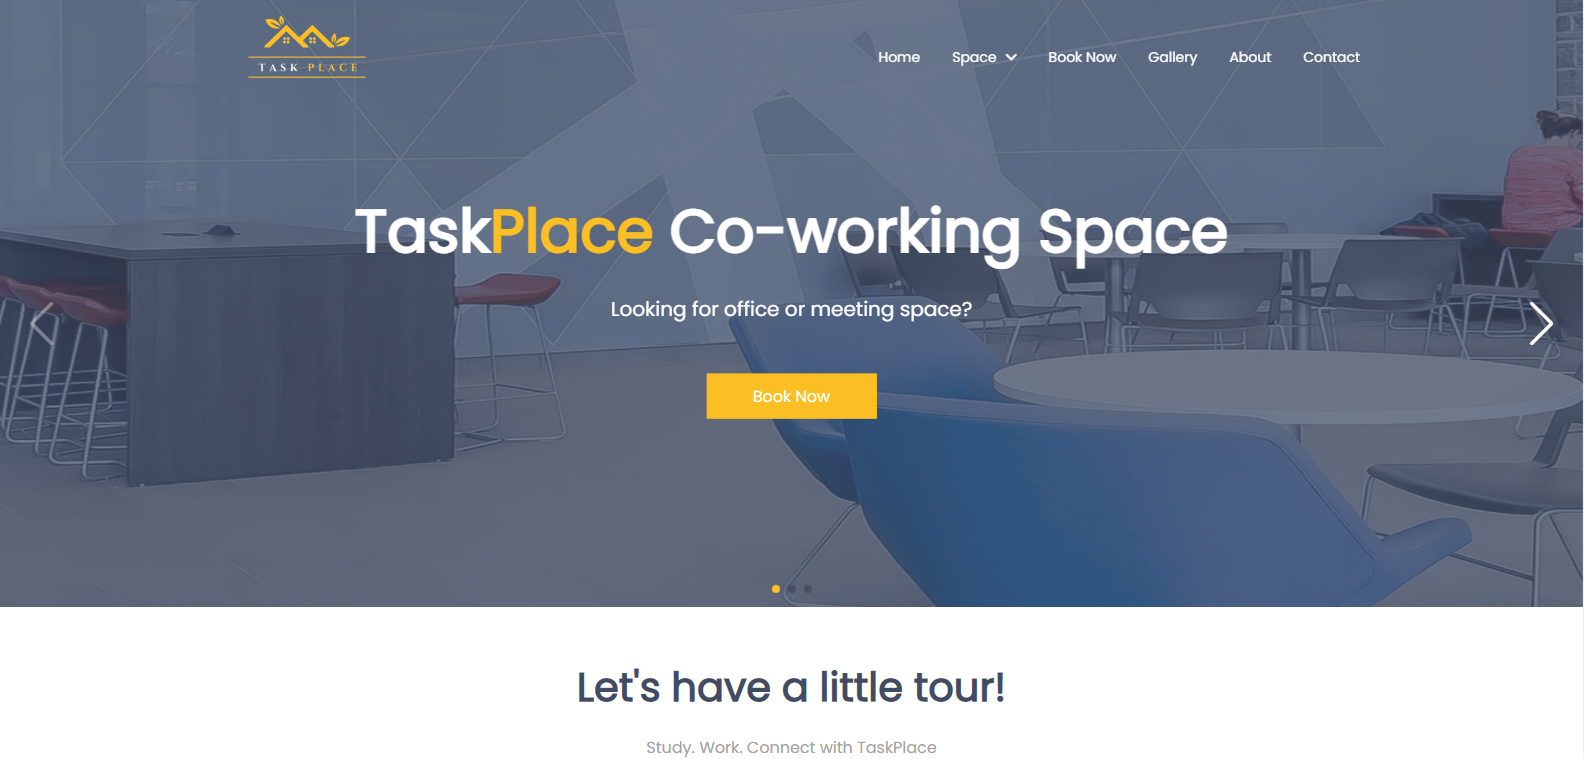 TASK PLACE
Home Space Book Now Gallery About Contact
TaskPlace Co-working Space
Looking for office or meeting space?
Book Now
Let's have a little tour!
Study. Work. Connect with TaskPlace